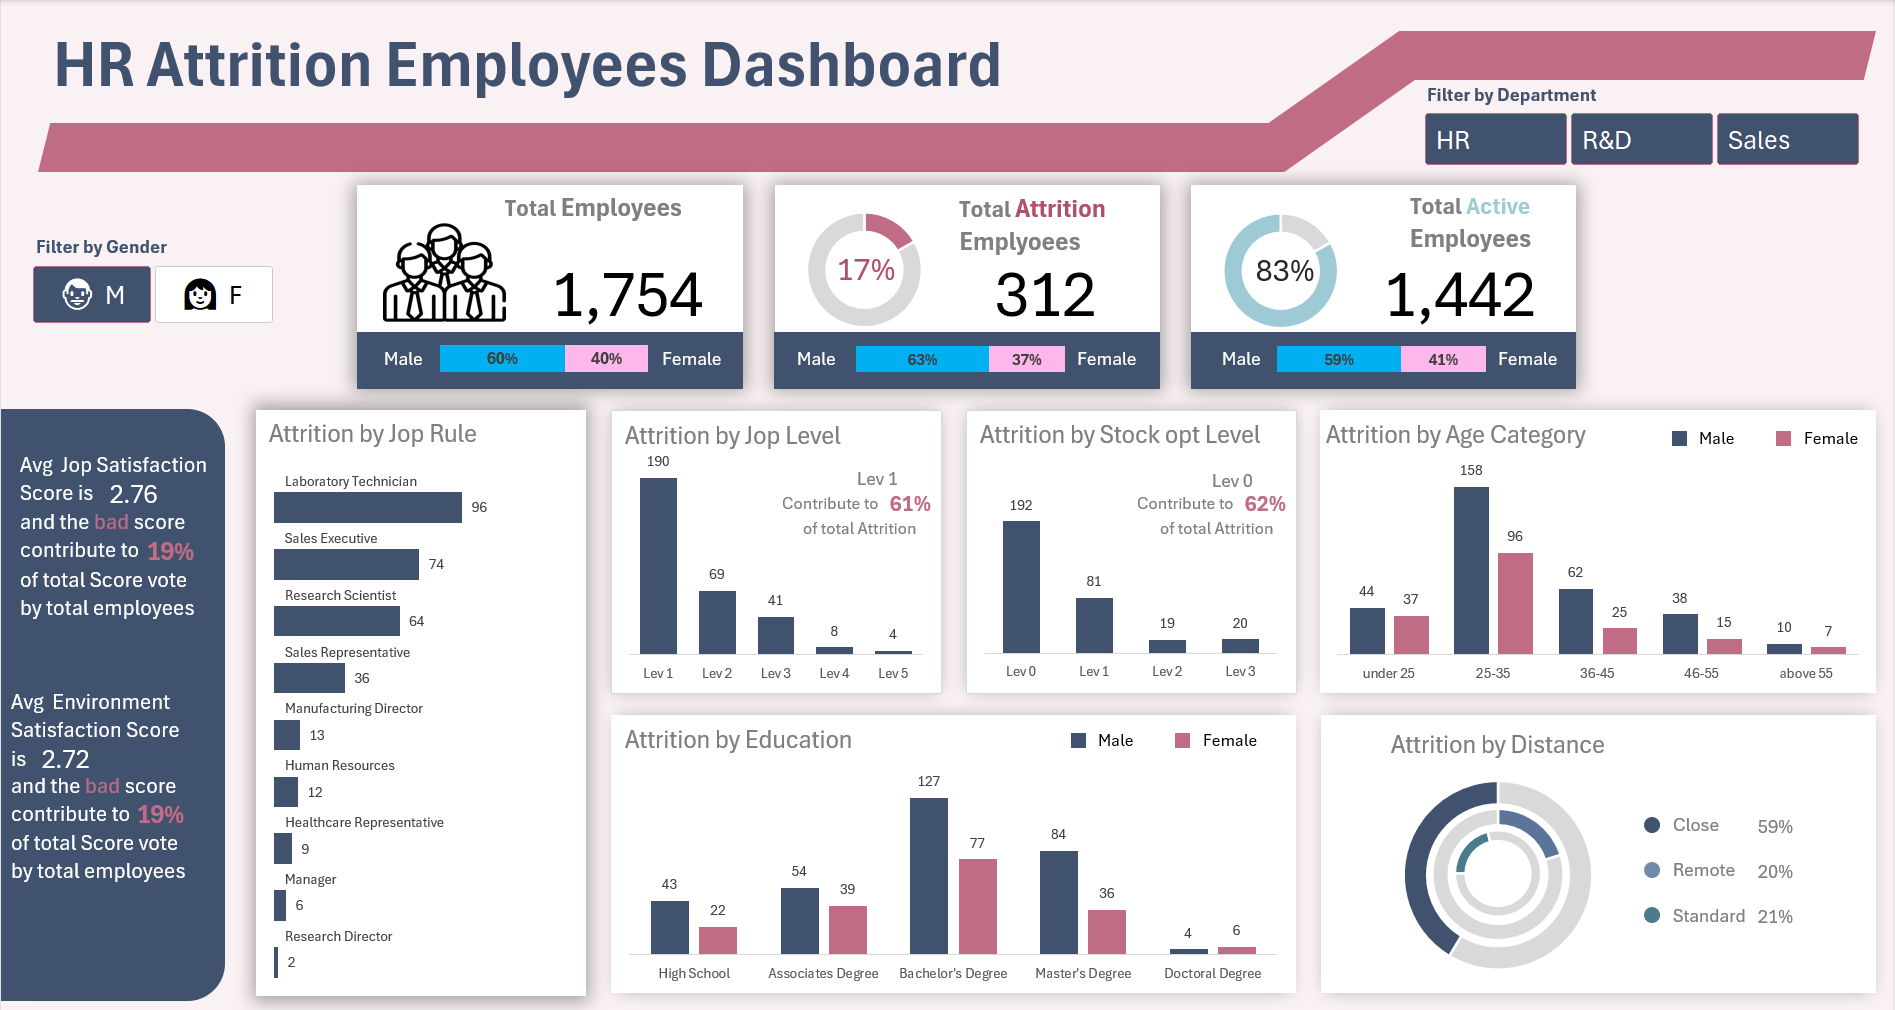 HR Attrition Employees Dashboard
Filter by Department
HR
R&D
Sales
Filter by Gender
M
F
Total Employees
1,754
Male
60%
40%
Female
17%
Total Attrition
Emplyoees
312
Male
63%
37%
Female
83%
Total Active
Employees
1,442
Male
59%
41%
Female
Avg Jop Satisfaction
Score is 2.76
and the bad score
contribute to 19%
of total Score vote
by total employees
Avg Environment
Satisfaction Score
is 2.72
and the bad score
contribute to 19%
of total Score vote
by total employees
Attrition by Jop Rule
Laboratory Technician
96
Sales Executive
74
Research Scientist
64
Sales Representative
36
Manufacturing Director
13
Human Resources
12
Healthcare Representative
9
Manager
6
Research Director
2
Attrition by Jop Level
190
69
41
8
4
Lev 1
Contribute to 61%
of total Attrition
Lev 1
Lev 2
Lev 3
Lev 4
Lev 5
Attrition by Stock opt Level
192
81
19
20
Lev 0
Contribute to 62%
of total Attrition
Lev 0
Lev 1
Lev 2
Lev 3
Attrition by Age Category
Male
Female
44
37
158
96
62
25
38
15
10
7
under 25
25-35
36-45
46-55
above 55
Attrition by Education
Male
Female
43
22
54
39
127
77
84
36
4
6
High School
Associates Degree
Bachelor's Degree
Master's Degree
Doctoral Degree
Attrition by Distance
Close 59%
Remote 20%
Standard 21%